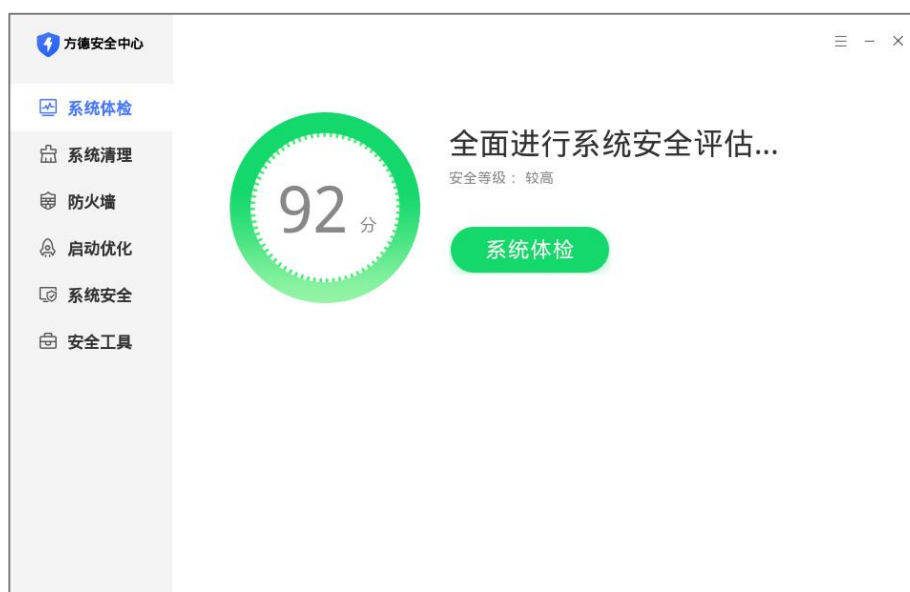 方德安全中心
系统体检
系统清理
防火墙
启动优化
系统安全
安全工具
92 分
全面进行系统安全评估...
安全等级： 较高
系统体检